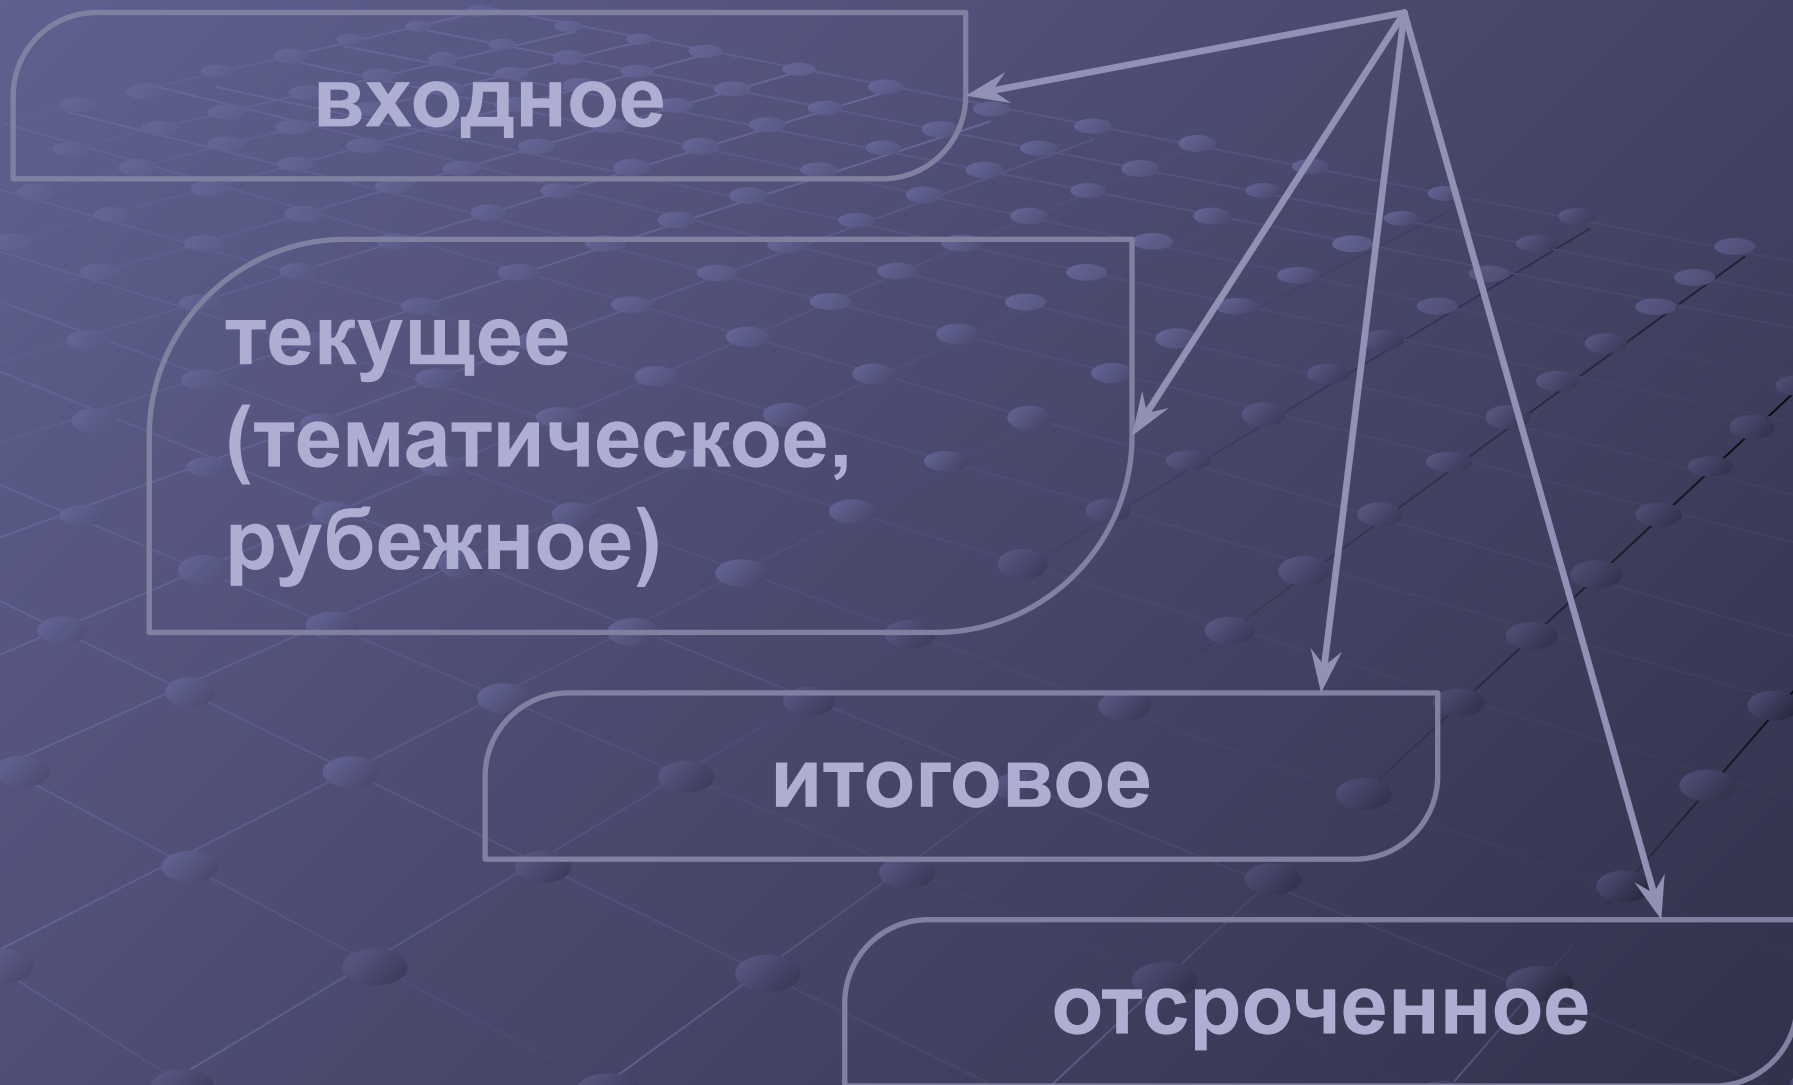 входное
текущее
(тематическое,
рубежное)
итоговое
отсроченное